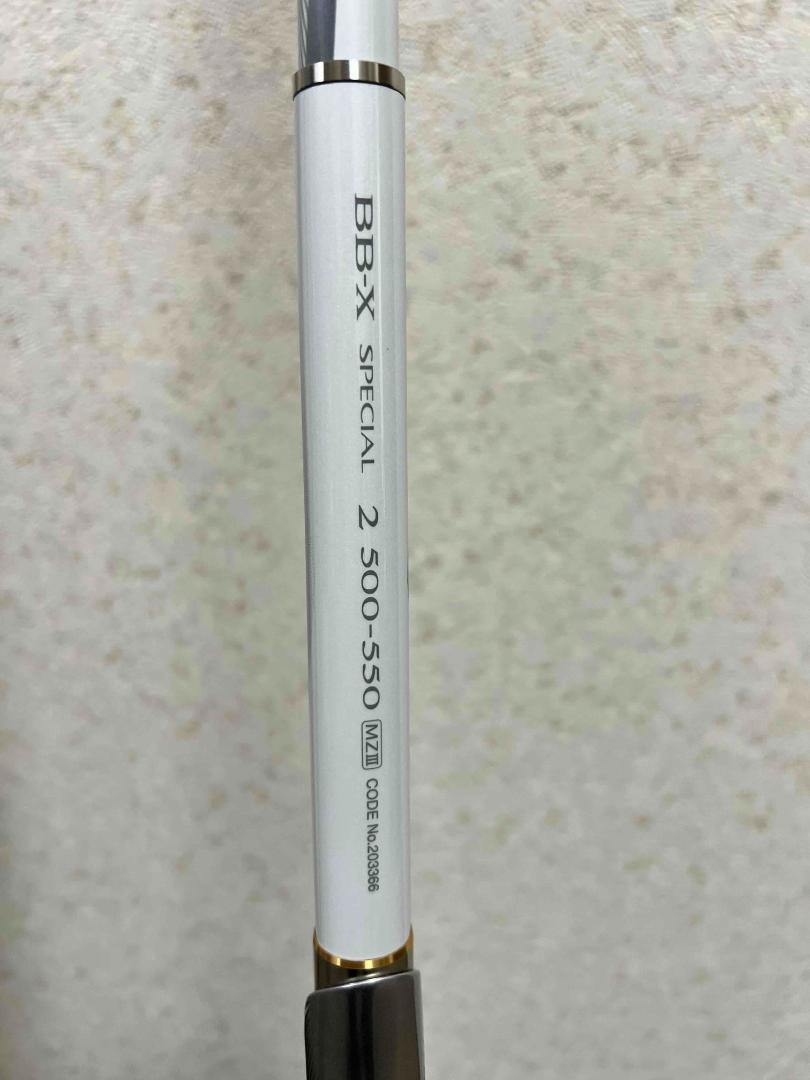 BB-X SPECIAL 2 500-550 MZⅢ CODE No.203366